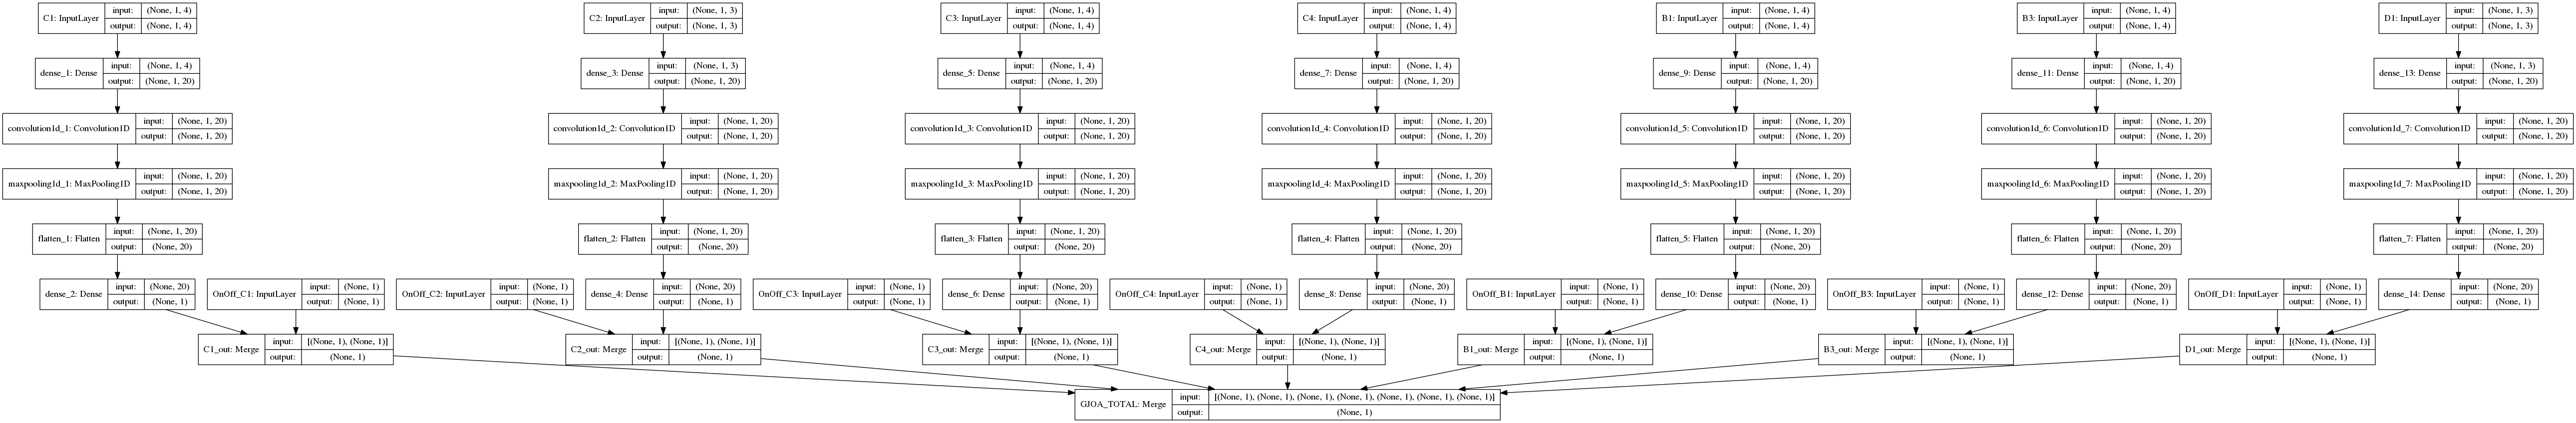 C1: InputLayer input: (None, 1, 4) output: (None, 1, 4)
C2: InputLayer input: (None, 1, 3) output: (None, 1, 3)
C3: InputLayer input: (None, 1, 4) output: (None, 1, 4)
C4: InputLayer input: (None, 1, 4) output: (None, 1, 4)
B1: InputLayer input: (None, 1, 4) output: (None, 1, 4)
B3: InputLayer input: (None, 1, 4) output: (None, 1, 4)
D1: InputLayer input: (None, 1, 3) output: (None, 1, 3)
dense_1: Dense input: (None, 1, 4) output: (None, 1, 20)
dense_3: Dense input: (None, 1, 3) output: (None, 1, 20)
dense_5: Dense input: (None, 1, 4) output: (None, 1, 20)
dense_7: Dense input: (None, 1, 4) output: (None, 1, 20)
dense_9: Dense input: (None, 1, 4) output: (None, 1, 20)
dense_11: Dense input: (None, 1, 4) output: (None, 1, 20)
dense_13: Dense input: (None, 1, 3) output: (None, 1, 20)
convolution1d_1: Convolution1D input: (None, 1, 20) output: (None, 1, 20)
convolution1d_2: Convolution1D input: (None, 1, 20) output: (None, 1, 20)
convolution1d_3: Convolution1D input: (None, 1, 20) output: (None, 1, 20)
convolution1d_4: Convolution1D input: (None, 1, 20) output: (None, 1, 20)
convolution1d_5: Convolution1D input: (None, 1, 20) output: (None, 1, 20)
convolution1d_6: Convolution1D input: (None, 1, 20) output: (None, 1, 20)
convolution1d_7: Convolution1D input: (None, 1, 20) output: (None, 1, 20)
maxpooling1d_1: MaxPooling1D input: (None, 1, 20) output: (None, 1, 20)
maxpooling1d_2: MaxPooling1D input: (None, 1, 20) output: (None, 1, 20)
maxpooling1d_3: MaxPooling1D input: (None, 1, 20) output: (None, 1, 20)
maxpooling1d_4: MaxPooling1D input: (None, 1, 20) output: (None, 1, 20)
maxpooling1d_5: MaxPooling1D input: (None, 1, 20) output: (None, 1, 20)
maxpooling1d_6: MaxPooling1D input: (None, 1, 20) output: (None, 1, 20)
maxpooling1d_7: MaxPooling1D input: (None, 1, 20) output: (None, 1, 20)
flatten_1: Flatten input: (None, 1, 20) output: (None, 20)
flatten_2: Flatten input: (None, 1, 20) output: (None, 20)
flatten_3: Flatten input: (None, 1, 20) output: (None, 20)
flatten_4: Flatten input: (None, 1, 20) output: (None, 20)
flatten_5: Flatten input: (None, 1, 20) output: (None, 20)
flatten_6: Flatten input: (None, 1, 20) output: (None, 20)
flatten_7: Flatten input: (None, 1, 20) output: (None, 20)
dense_2: Dense input: (None, 20) output: (None, 1)
OnOff_C1: InputLayer input: (None, 1) output: (None, 1)
OnOff_C2: InputLayer input: (None, 1) output: (None, 1)
dense_4: Dense input: (None, 20) output: (None, 1)
OnOff_C3: InputLayer input: (None, 1) output: (None, 1)
dense_6: Dense input: (None, 20) output: (None, 1)
OnOff_C4: InputLayer input: (None, 1) output: (None, 1)
dense_8: Dense input: (None, 20) output: (None, 1)
OnOff_B1: InputLayer input: (None, 1) output: (None, 1)
dense_10: Dense input: (None, 20) output: (None, 1)
OnOff_B3: InputLayer input: (None, 1) output: (None, 1)
dense_12: Dense input: (None, 20) output: (None, 1)
OnOff_D1: InputLayer input: (None, 1) output: (None, 1)
dense_14: Dense input: (None, 20) output: (None, 1)
C1_out: Merge input: [(None, 1), (None, 1)] output: (None, 1)
C2_out: Merge input: [(None, 1), (None, 1)] output: (None, 1)
C3_out: Merge input: [(None, 1), (None, 1)] output: (None, 1)
C4_out: Merge input: [(None, 1), (None, 1)] output: (None, 1)
B1_out: Merge input: [(None, 1), (None, 1)] output: (None, 1)
B3_out: Merge input: [(None, 1), (None, 1)] output: (None, 1)
D1_out: Merge input: [(None, 1), (None, 1)] output: (None, 1)
GJOA_TOTAL: Merge input: [(None, 1), (None, 1), (None, 1), (None, 1), (None, 1), (None, 1), (None, 1)] output: (None, 1)